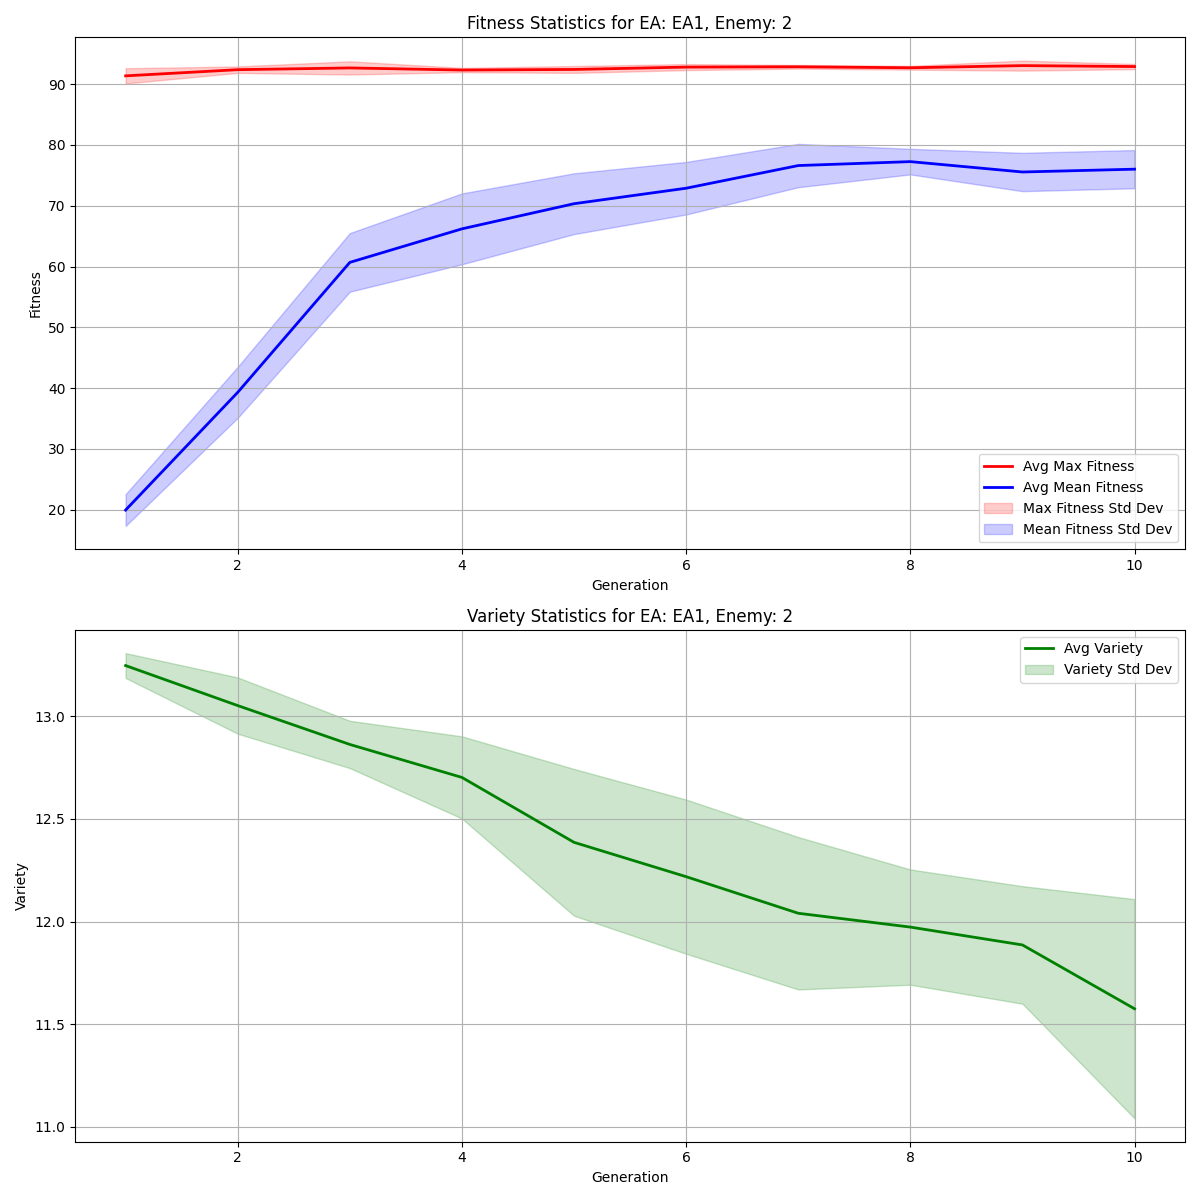 Fitness Statistics for EA: EA1, Enemy: 2
90
80
70
60
50
40
30
20
Fitness
Avg Max Fitness
Avg Mean Fitness
Max Fitness Std Dev
Mean Fitness Std Dev
2 4 6 8 10
Generation
Variety Statistics for EA: EA1, Enemy: 2
Avg Variety
Variety Std Dev
13.0
12.5
12.0
11.5
11.0
Variety
2 4 6 8 10
Generation